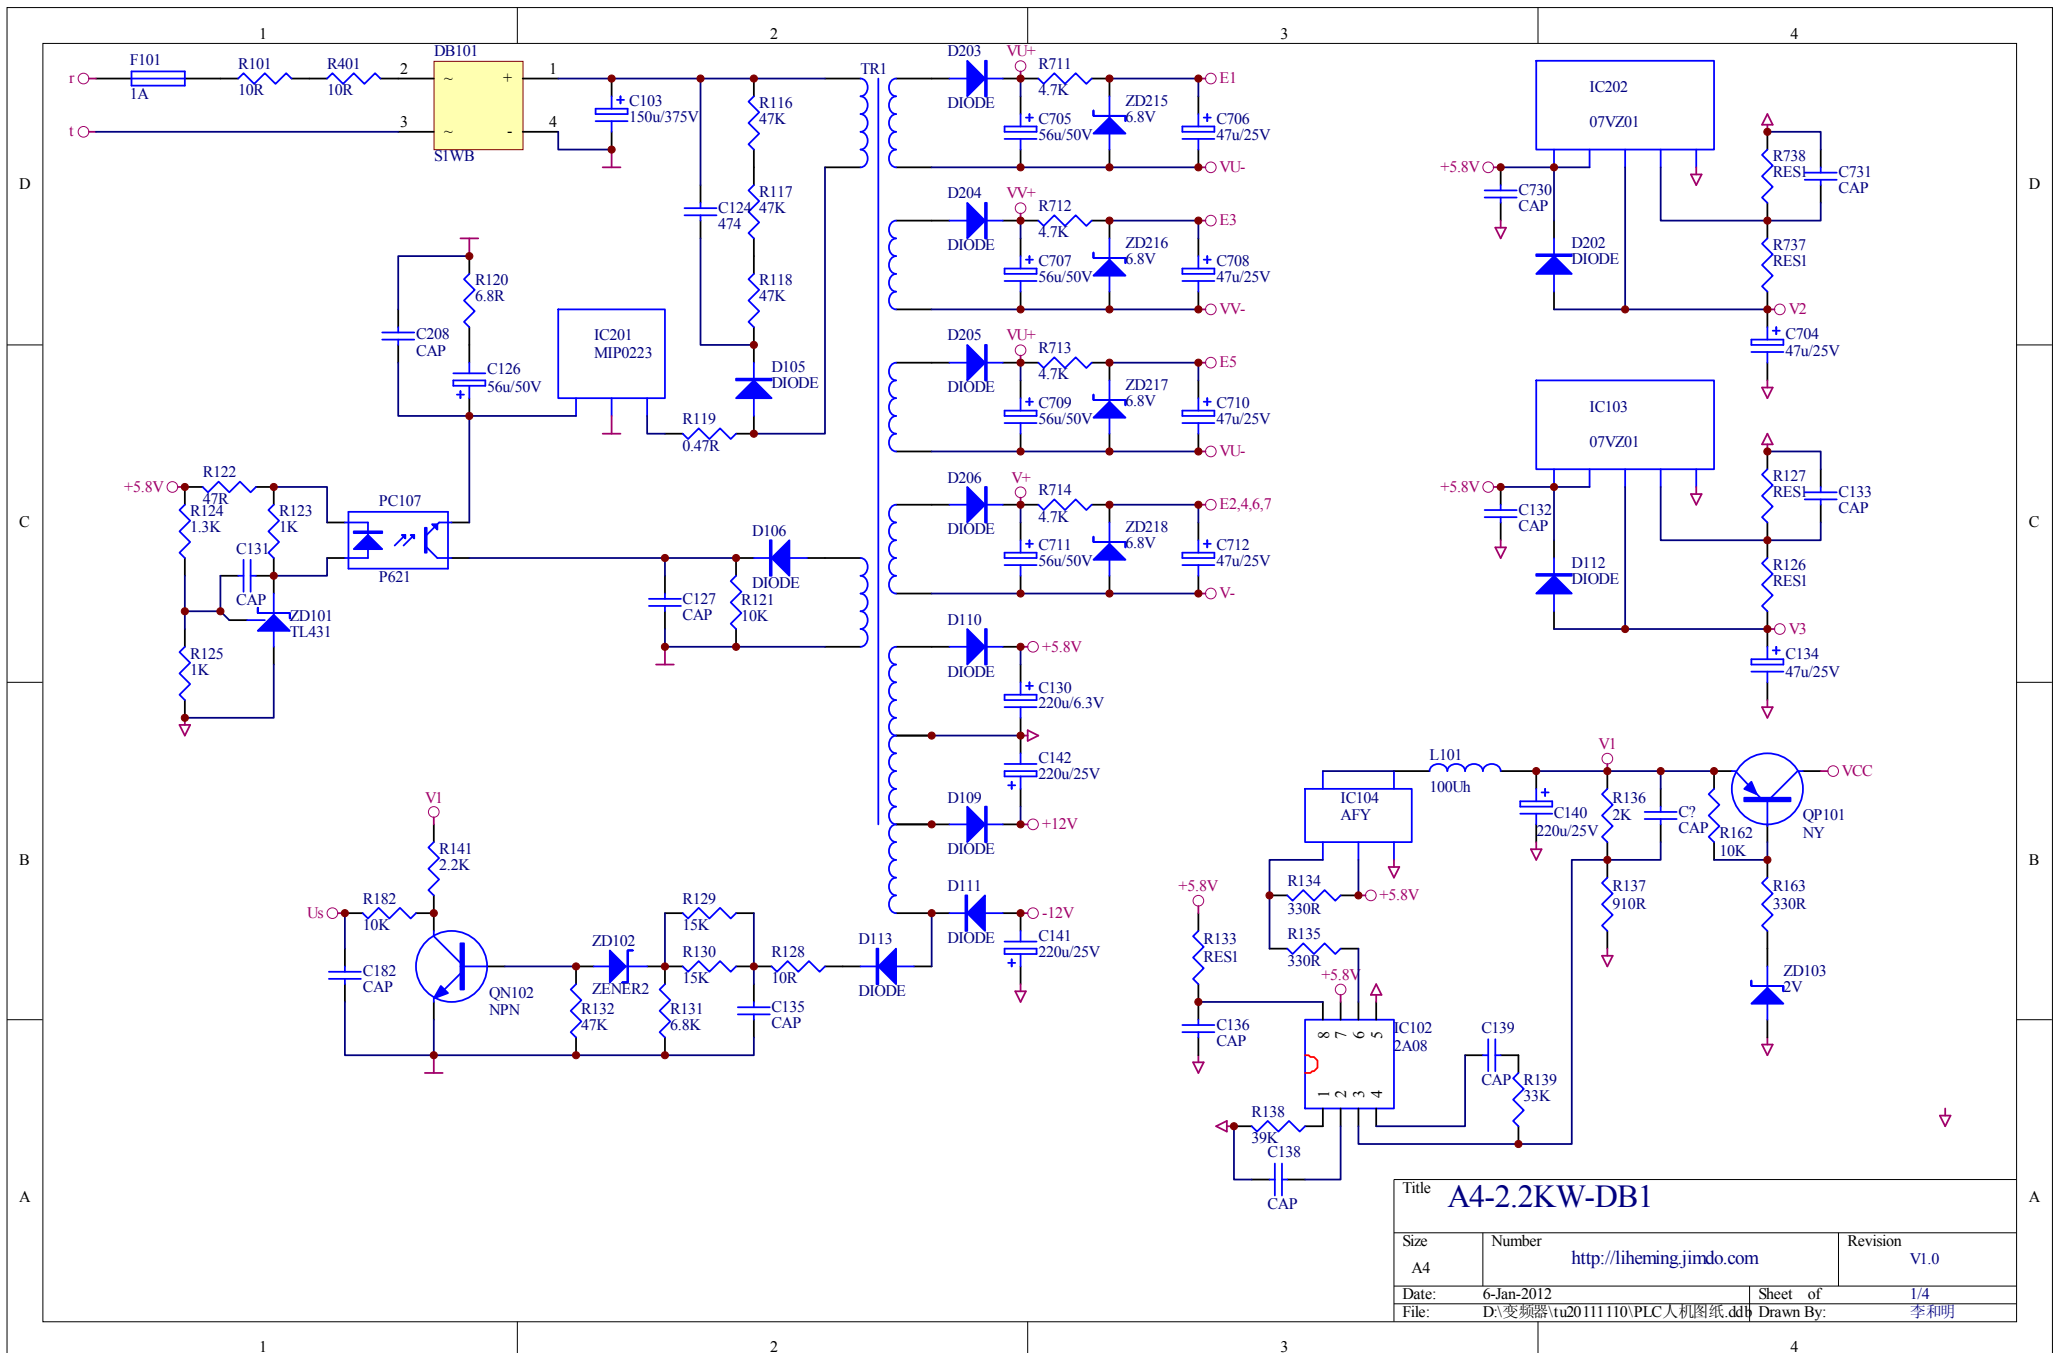 1 2 3 4
D D
C C
B B
A A
1 2 3 4
r
F101
1A
R101
10R
R401
10R
DB101
2 ~ + 1
3 ~ - 4
S1WB
t
C103
150u/375V
R116
47K
R117
47K
C124
474
R118
47K
D105
DIODE
R119
0.47R
IC201
MIP0223
R120
6.8R
C208
CAP
C126
56u/50V
TR1
+5.8V
R122
47R
R124
1.3K
R123
1K
C131
CAP
ZD101
TL431
R125
1K
PC107
P621
D106
DIODE
C127
CAP
R121
10K
D203
DIODE
VU+
R711
4.7K
C705
56u/50V
ZD215
6.8V
C706
47u/25V
E1
VU-
D204
DIODE
VV+
R712
4.7K
C707
56u/50V
ZD216
6.8V
C708
47u/25V
E3
VV-
D205
DIODE
VU+
R713
4.7K
C709
56u/50V
ZD217
6.8V
C710
47u/25V
E5
VU-
D206
DIODE
V+
R714
4.7K
C711
56u/50V
ZD218
6.8V
C712
47u/25V
E2,4,6,7
V-
D110
DIODE
+5.8V
C130
220u/6.3V
C142
220u/25V
D109
DIODE
+12V
D111
DIODE
-12V
C141
220u/25V
D113
DIODE
V1
R141
2.2K
Us
R182
10K
C182
CAP
QN102
NPN
ZD102
ZENER2
R132
47K
R129
15K
R130
15K
R131
6.8K
R128
10R
C135
CAP
IC202
07VZ01
+5.8V
C730
CAP
D202
DIODE
R738
RES1
C731
CAP
R737
RES1
V2
C704
47u/25V
IC103
07VZ01
+5.8V
C132
CAP
D112
DIODE
R127
RES1
C133
CAP
R126
RES1
V3
C134
47u/25V
L101
100Uh
IC104
AFY
V1
C140
220u/25V
R136
2K
C?
CAP
R162
10K
QP101
NY
VCC
R137
910R
R163
330R
ZD103
2V
R134
330R
+5.8V
R135
330R
+5.8V
+5.8V
R133
RES1
C136
CAP
8 7 6 5
IC102
2A08
1 2 3 4
C139
CAP
R139
33K
R138
39K
C138
CAP
Title A4-2.2KW-DB1
Size Number Revision
A4 http://liheming.jimdo.com V1.0
Date: 6-Jan-2012 Sheet of 1/4
File: D:\变频器\tu20111110\PLC人机图纸.ddb Drawn By: 李和明